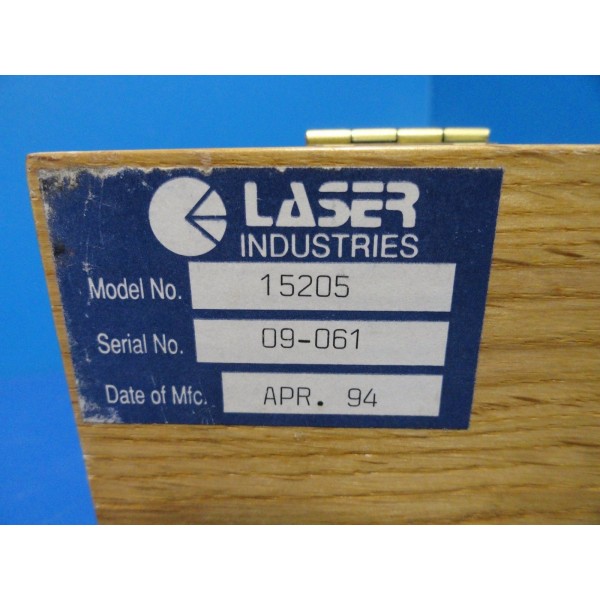 LASER
INDUSTRIES
Model No. 15205
Serial No. 09-061
Date of Mfc. APR. 94